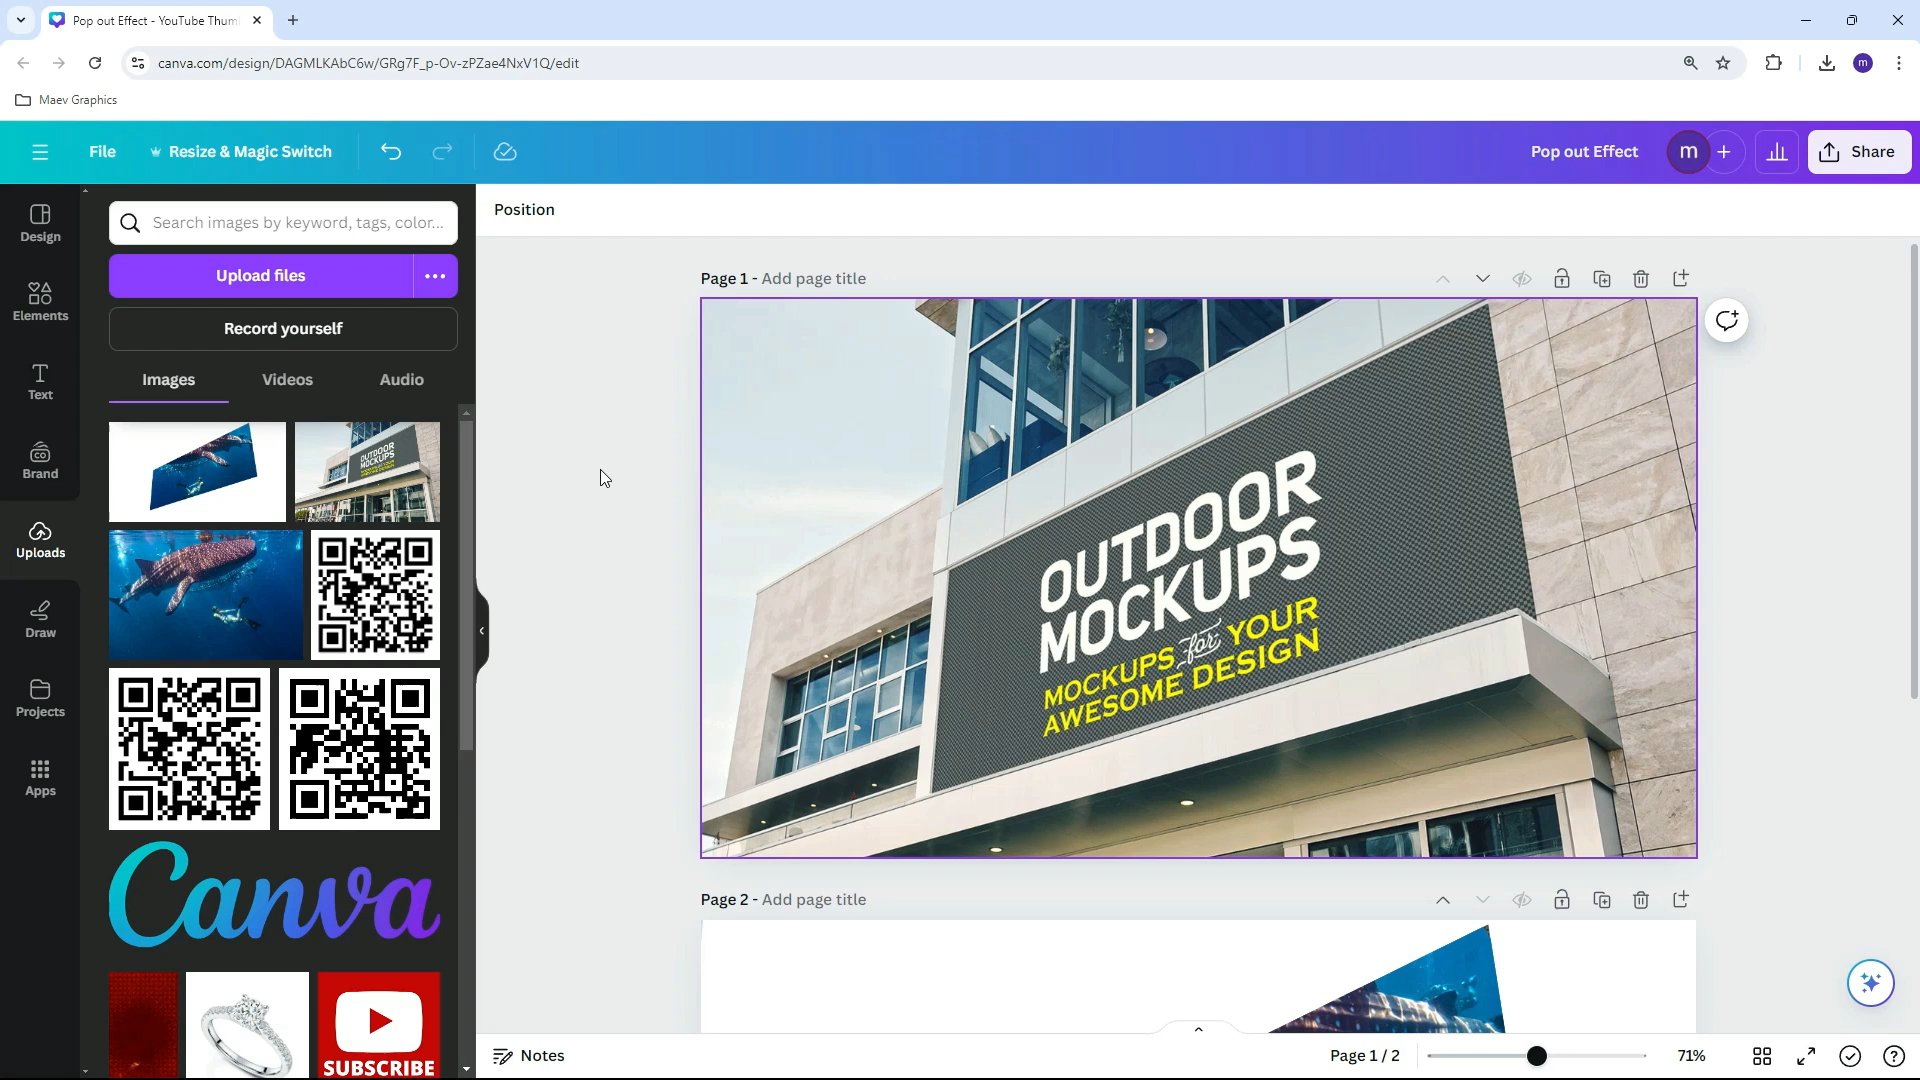 Pop out Effect - YouTube Thum
canva.com/design/DAGMLKAbC6w/GRg7F_p-Ov-zPZae4NxV1Q/edit
m
Maev Graphics
File
Resize & Magic Switch
Pop out Effect
m
Share
Design
Elements
Text
Brand
Uploads
Draw
Projects
Apps
Search images by keyword, tags, color...
Upload files
Record yourself
Images
Videos
Audio
OUTDOOR
MOCKUPS
Canva
SUBSCRIBE
Position
Page 1 - Add page title
OUTDOOR
MOCKUPS
MOCKUPS for YOUR
AWESOME DESIGN
Page 2 - Add page title
Notes
Page 1 / 2
71%